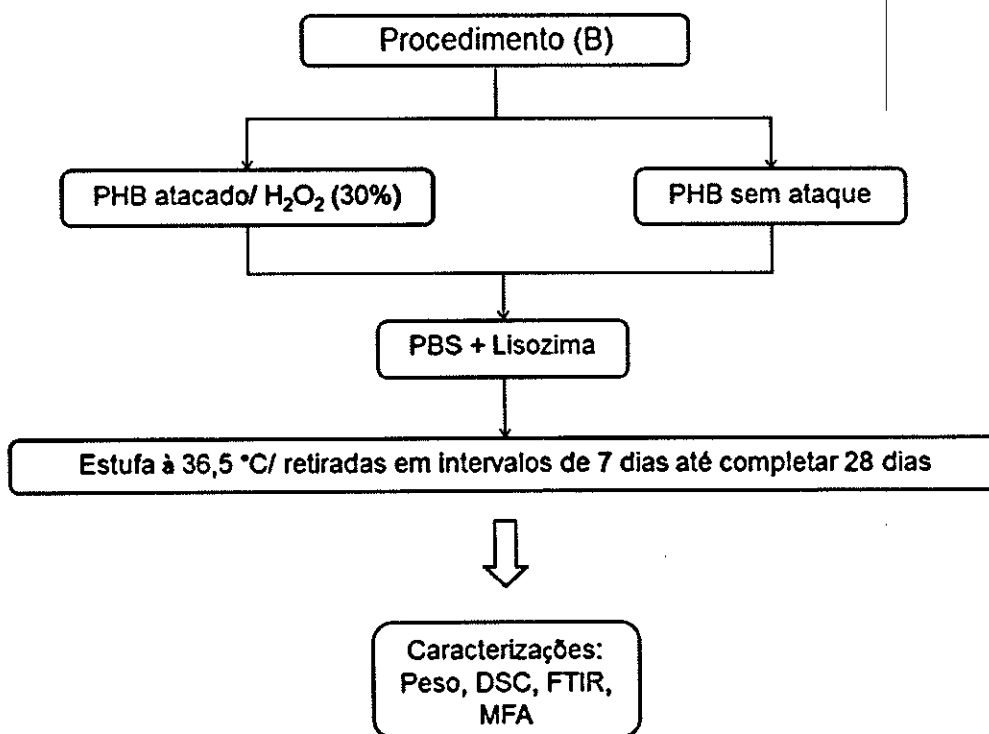 Procedimento (B)
PHB atacado/ H₂O₂ (30%)
PHB sem ataque
PBS + Lisozima
Estufa à 36,5 °C/ retiradas em intervalos de 7 dias até completar 28 dias
Caracterizações:
Peso, DSC, FTIR,
MFA